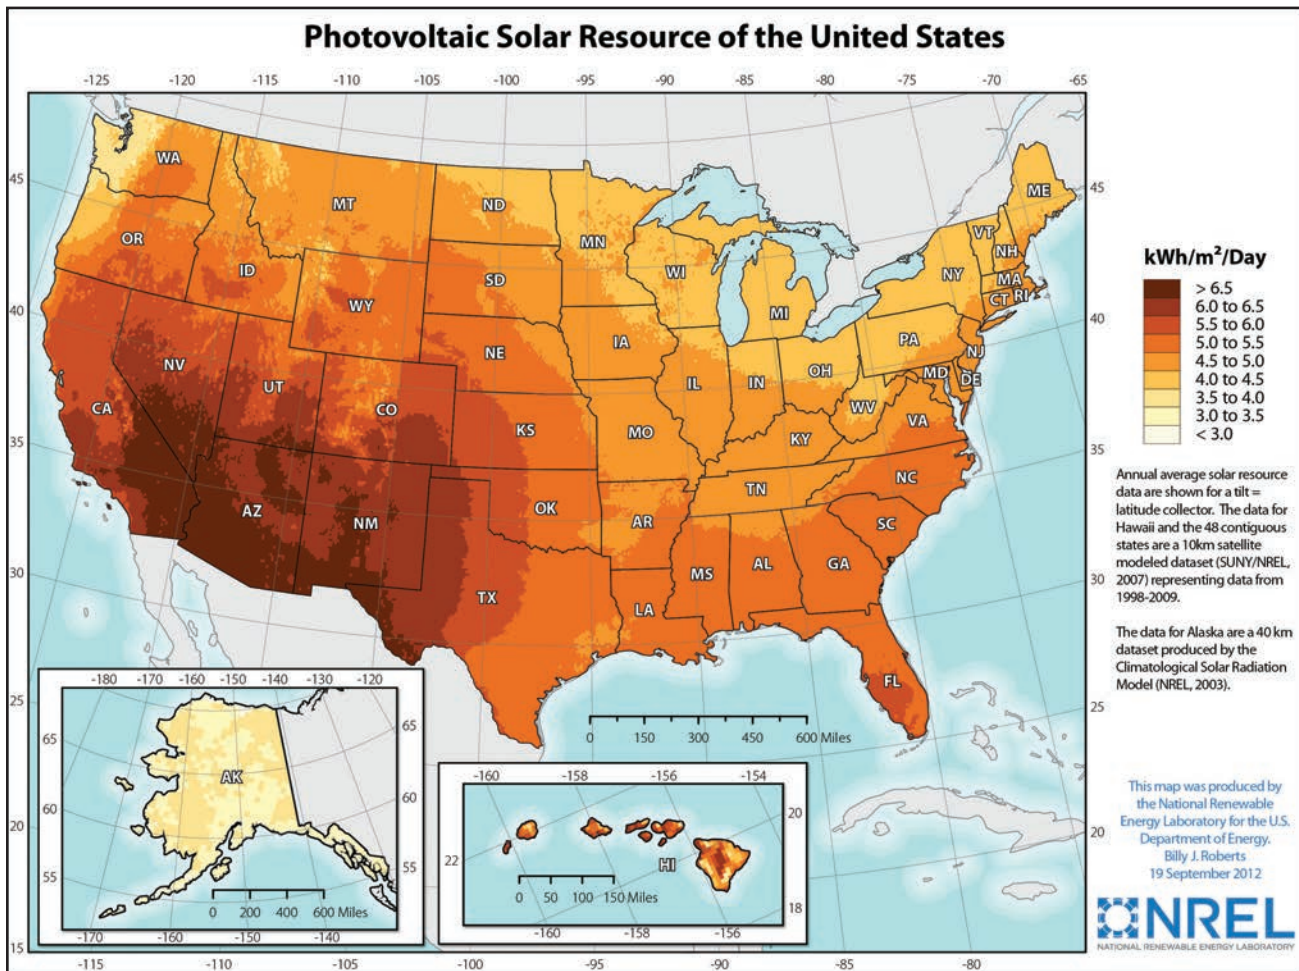 Photovoltaic Solar Resource of the United States
-125 -120 -115 -110 -105 -100 -95 -90 -85 -80 -75 -70 -65
45
40
35
30
25
20
15
45
40
35
30
25
20
WA
OR
CA
NV
ID
MT
WY
UT
CO
AZ
NM
ND
SD
NE
KS
OK
TX
MN
IA
MO
AR
LA
WI
IL
MI
IN
OH
KY
TN
MS
AL
GA
FL
SC
NC
VA
WV
PA
NY
VT
NH
ME
MA
CT
RI
NJ
DE
MD
0 150 300 450 600 Miles
-180 -170 -160 -150 -140 -130 -120
65
60
55
65
60
55
AK
0 200 400 600 Miles
-170 -160 -150 -140
-160 -158 -156 -154
22
20
18
HI
0 50 100 150 Miles
-160 -158 -156
-115 -110 -105 -100 -95 -90 -85 -80
kWh/m²/Day
> 6.5
6.0 to 6.5
5.5 to 6.0
5.0 to 5.5
4.5 to 5.0
4.0 to 4.5
3.5 to 4.0
3.0 to 3.5
< 3.0
Annual average solar resource
data are shown for a tilt =
latitude collector. The data for
Hawaii and the 48 contiguous
states are a 10km satellite
modeled dataset (SUNY/NREL,
2007) representing data from
1998-2009.
The data for Alaska are a 40 km
dataset produced by the
Climatological Solar Radiation
Model (NREL, 2003).
This map was produced by
the National Renewable
Energy Laboratory for the U.S.
Department of Energy.
Billy J. Roberts
19 September 2012
NREL
NATIONAL RENEWABLE ENERGY LABORATORY